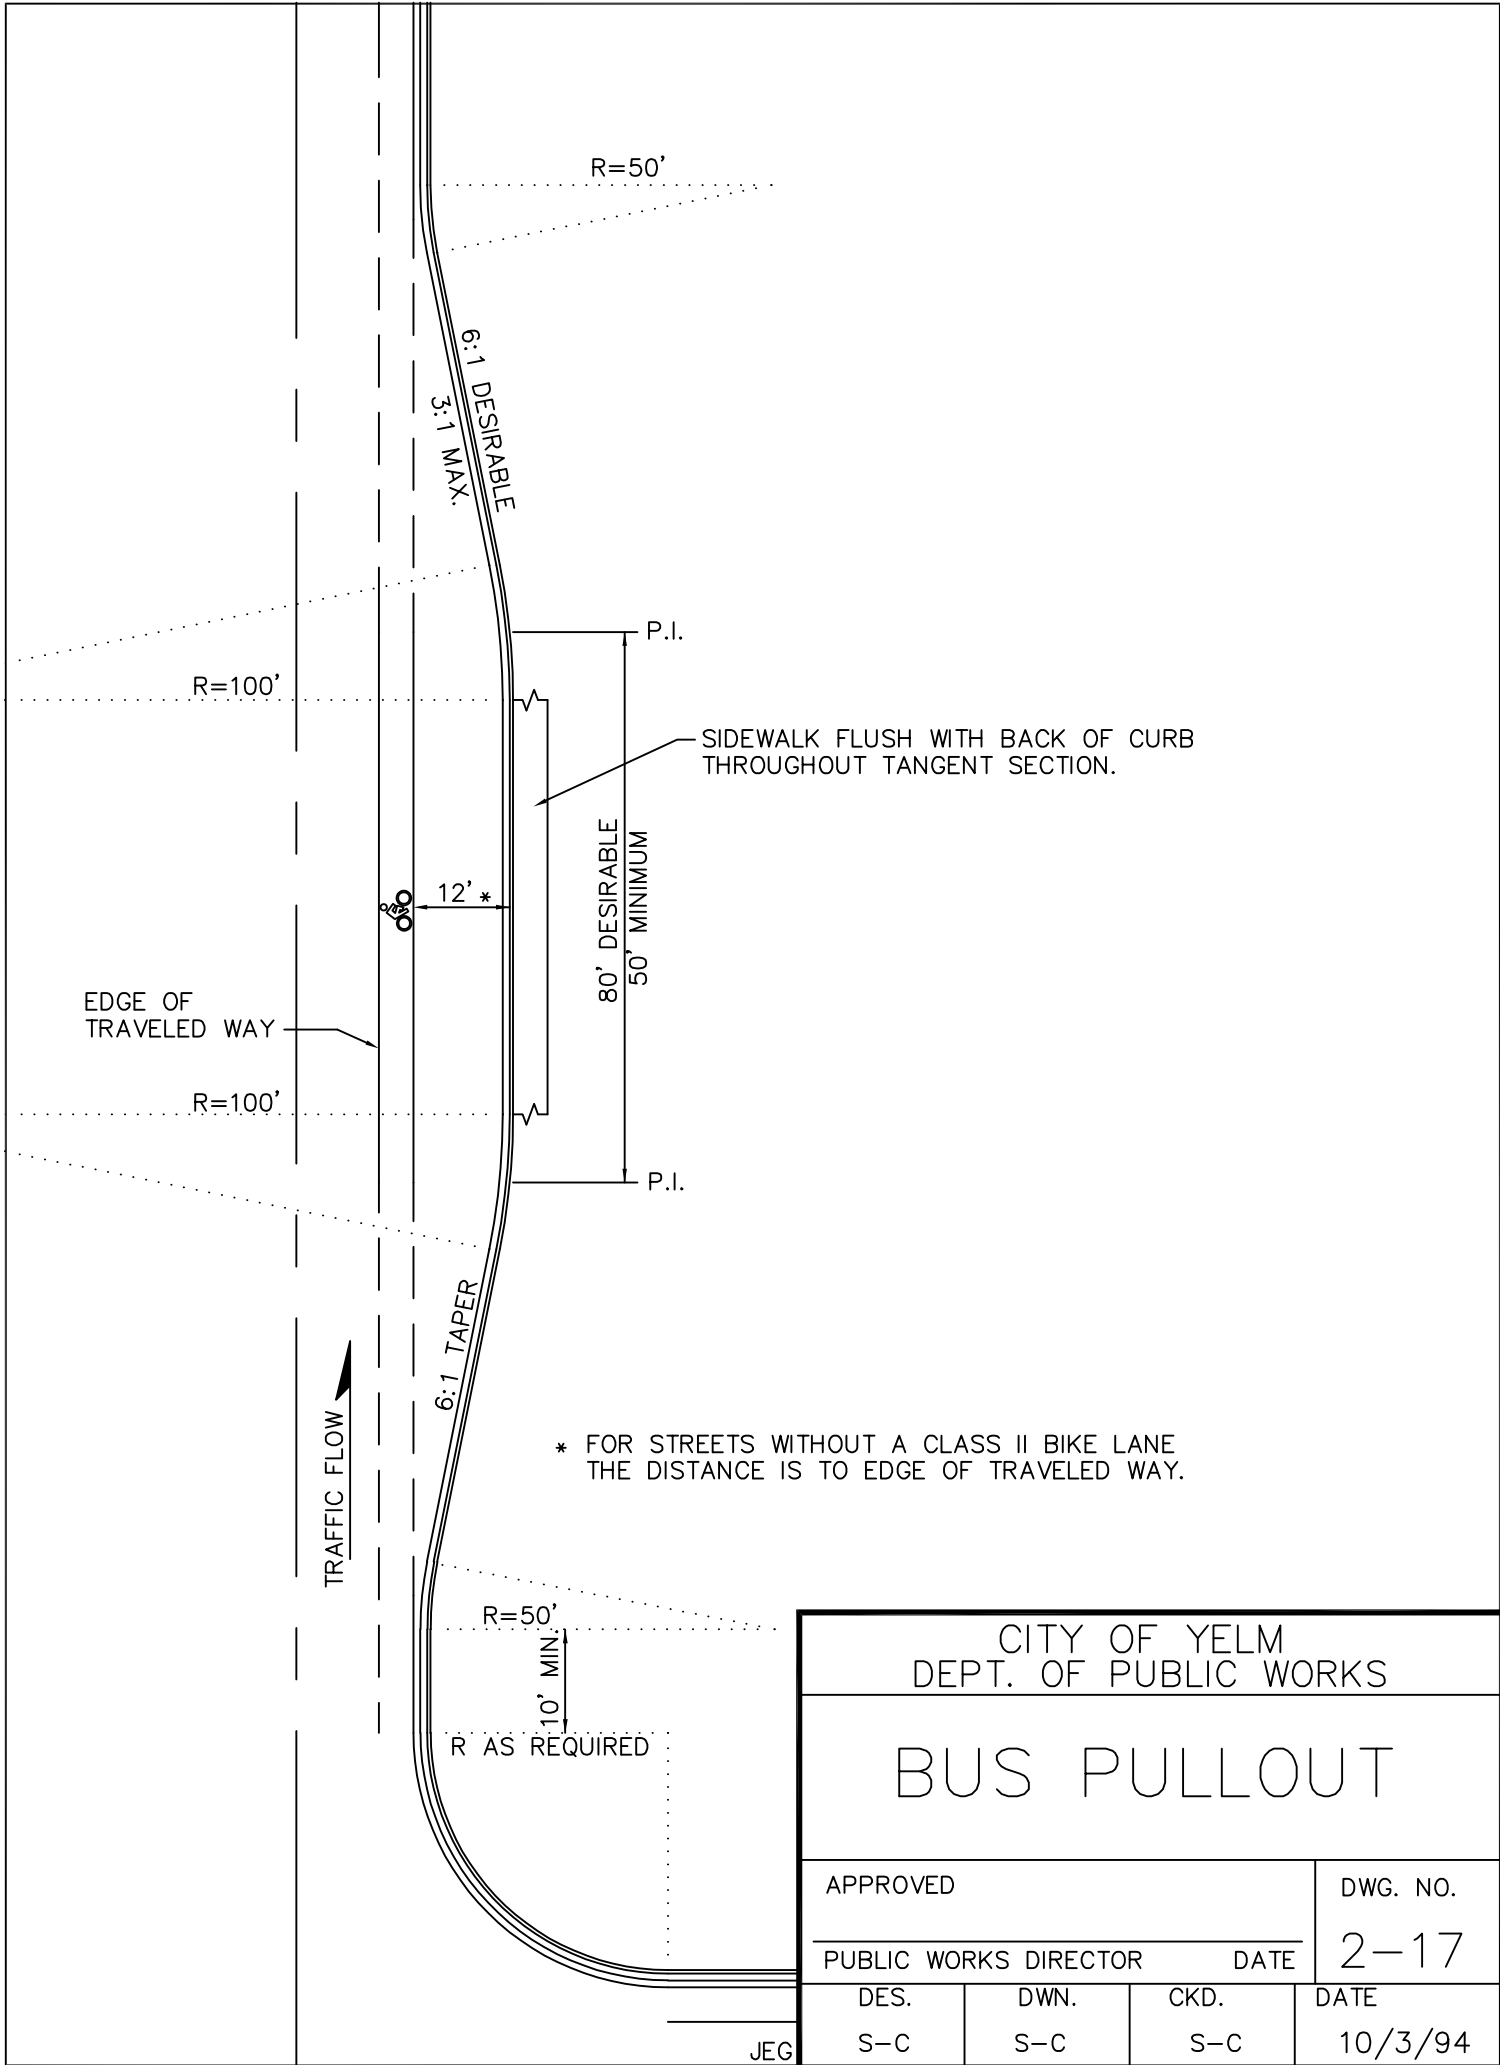 R=50'
6:1 DESIRABLE
3:1 MAX.
P.I.
R=100'
SIDEWALK FLUSH WITH BACK OF CURB
THROUGHOUT TANGENT SECTION.
80' DESIRABLE
50' MINIMUM
12' *
EDGE OF
TRAVELED WAY
R=100'
P.I.
6:1 TAPER
TRAFFIC FLOW
* FOR STREETS WITHOUT A CLASS II BIKE LANE
THE DISTANCE IS TO EDGE OF TRAVELED WAY.
R=50'
10' MIN.
R AS REQUIRED
CITY OF YELM
DEPT. OF PUBLIC WORKS
BUS PULLOUT
APPROVED
DWG. NO.
2-17
PUBLIC WORKS DIRECTOR DATE
DES. DWN. CKD. DATE
S-C S-C S-C 10/3/94
JEG